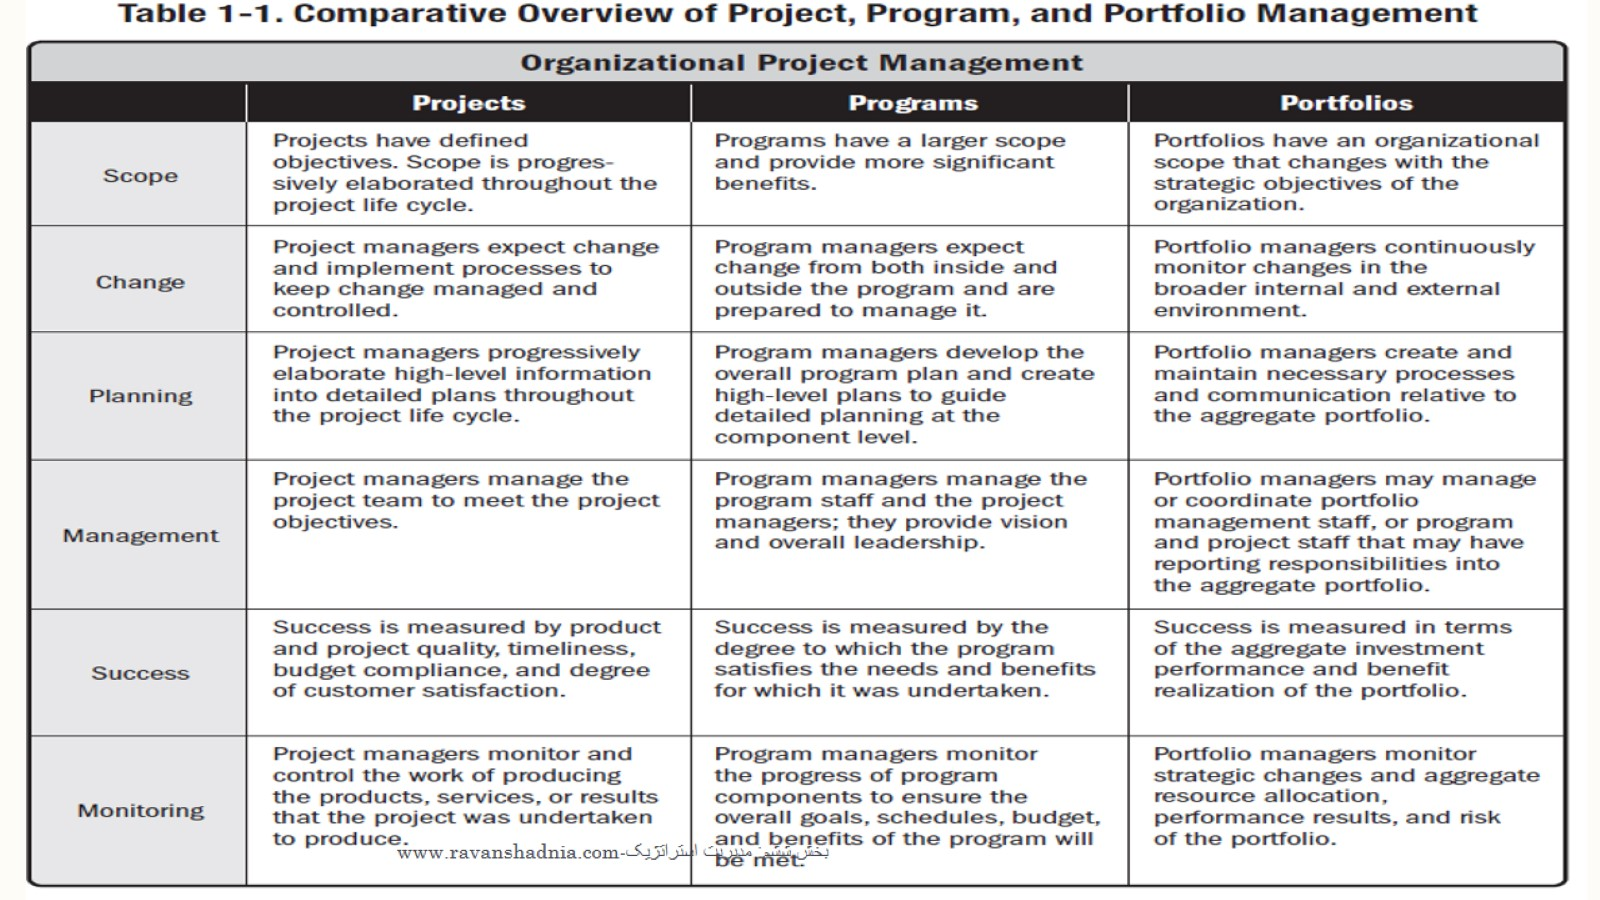 Table 1-1. Comparative Overview of Project, Program, and Portfolio Management
Organizational Project Management
Projects
Programs
Portfolios
Scope
Projects have defined
objectives. Scope is progres-
sively elaborated throughout the
project life cycle.
Programs have a larger scope
and provide more significant
benefits.
Portfolios have an organizational
scope that changes with the
strategic objectives of the
organization.
Change
Project managers expect change
and implement processes to
keep change managed and
controlled.
Program managers expect
change from both inside and
outside the program and are
prepared to manage it.
Portfolio managers continuously
monitor changes in the
broader internal and external
environment.
Planning
Project managers progressively
elaborate high-level information
into detailed plans throughout
the project life cycle.
Program managers develop the
overall program plan and create
high-level plans to guide
detailed planning at the
component level.
Portfolio managers create and
maintain necessary processes
and communication relative to
the aggregate portfolio.
Management
Project managers manage the
project team to meet the project
objectives.
Program managers manage the
program staff and the project
managers; they provide vision
and overall leadership.
Portfolio managers may manage
or coordinate portfolio
management staff, or program
and project staff that may have
reporting responsibilities into
the aggregate portfolio.
Success
Success is measured by product
and project quality, timeliness,
budget compliance, and degree
of customer satisfaction.
Success is measured by the
degree to which the program
satisfies the needs and benefits
for which it was undertaken.
Success is measured in terms
of the aggregate investment
performance and benefit
realization of the portfolio.
Monitoring
Project managers monitor and
control the work of producing
the products, services, or results
that the project was undertaken
to produce.
Program managers monitor
the progress of program
components to ensure the
overall goals, schedules, budget,
and benefits of the program will
be met.
Portfolio managers monitor
strategic changes and aggregate
resource allocation,
performance results, and risk
of the portfolio.
بخش ششم: مدیریت استراتژیک-www.ravanshadnia.com